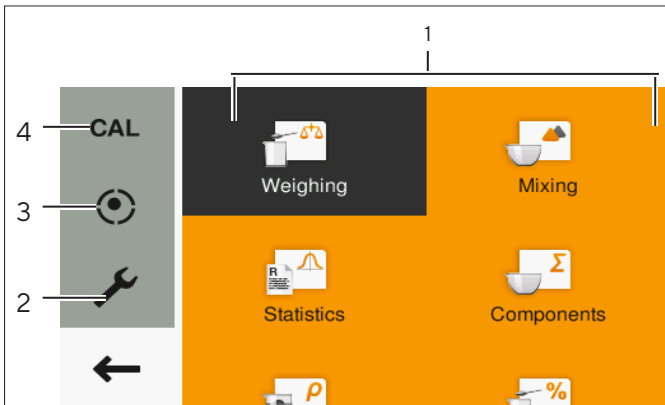 1
4 CAL
Weighing Mixing
3
R Σ
2
Statistics Components
ρ %